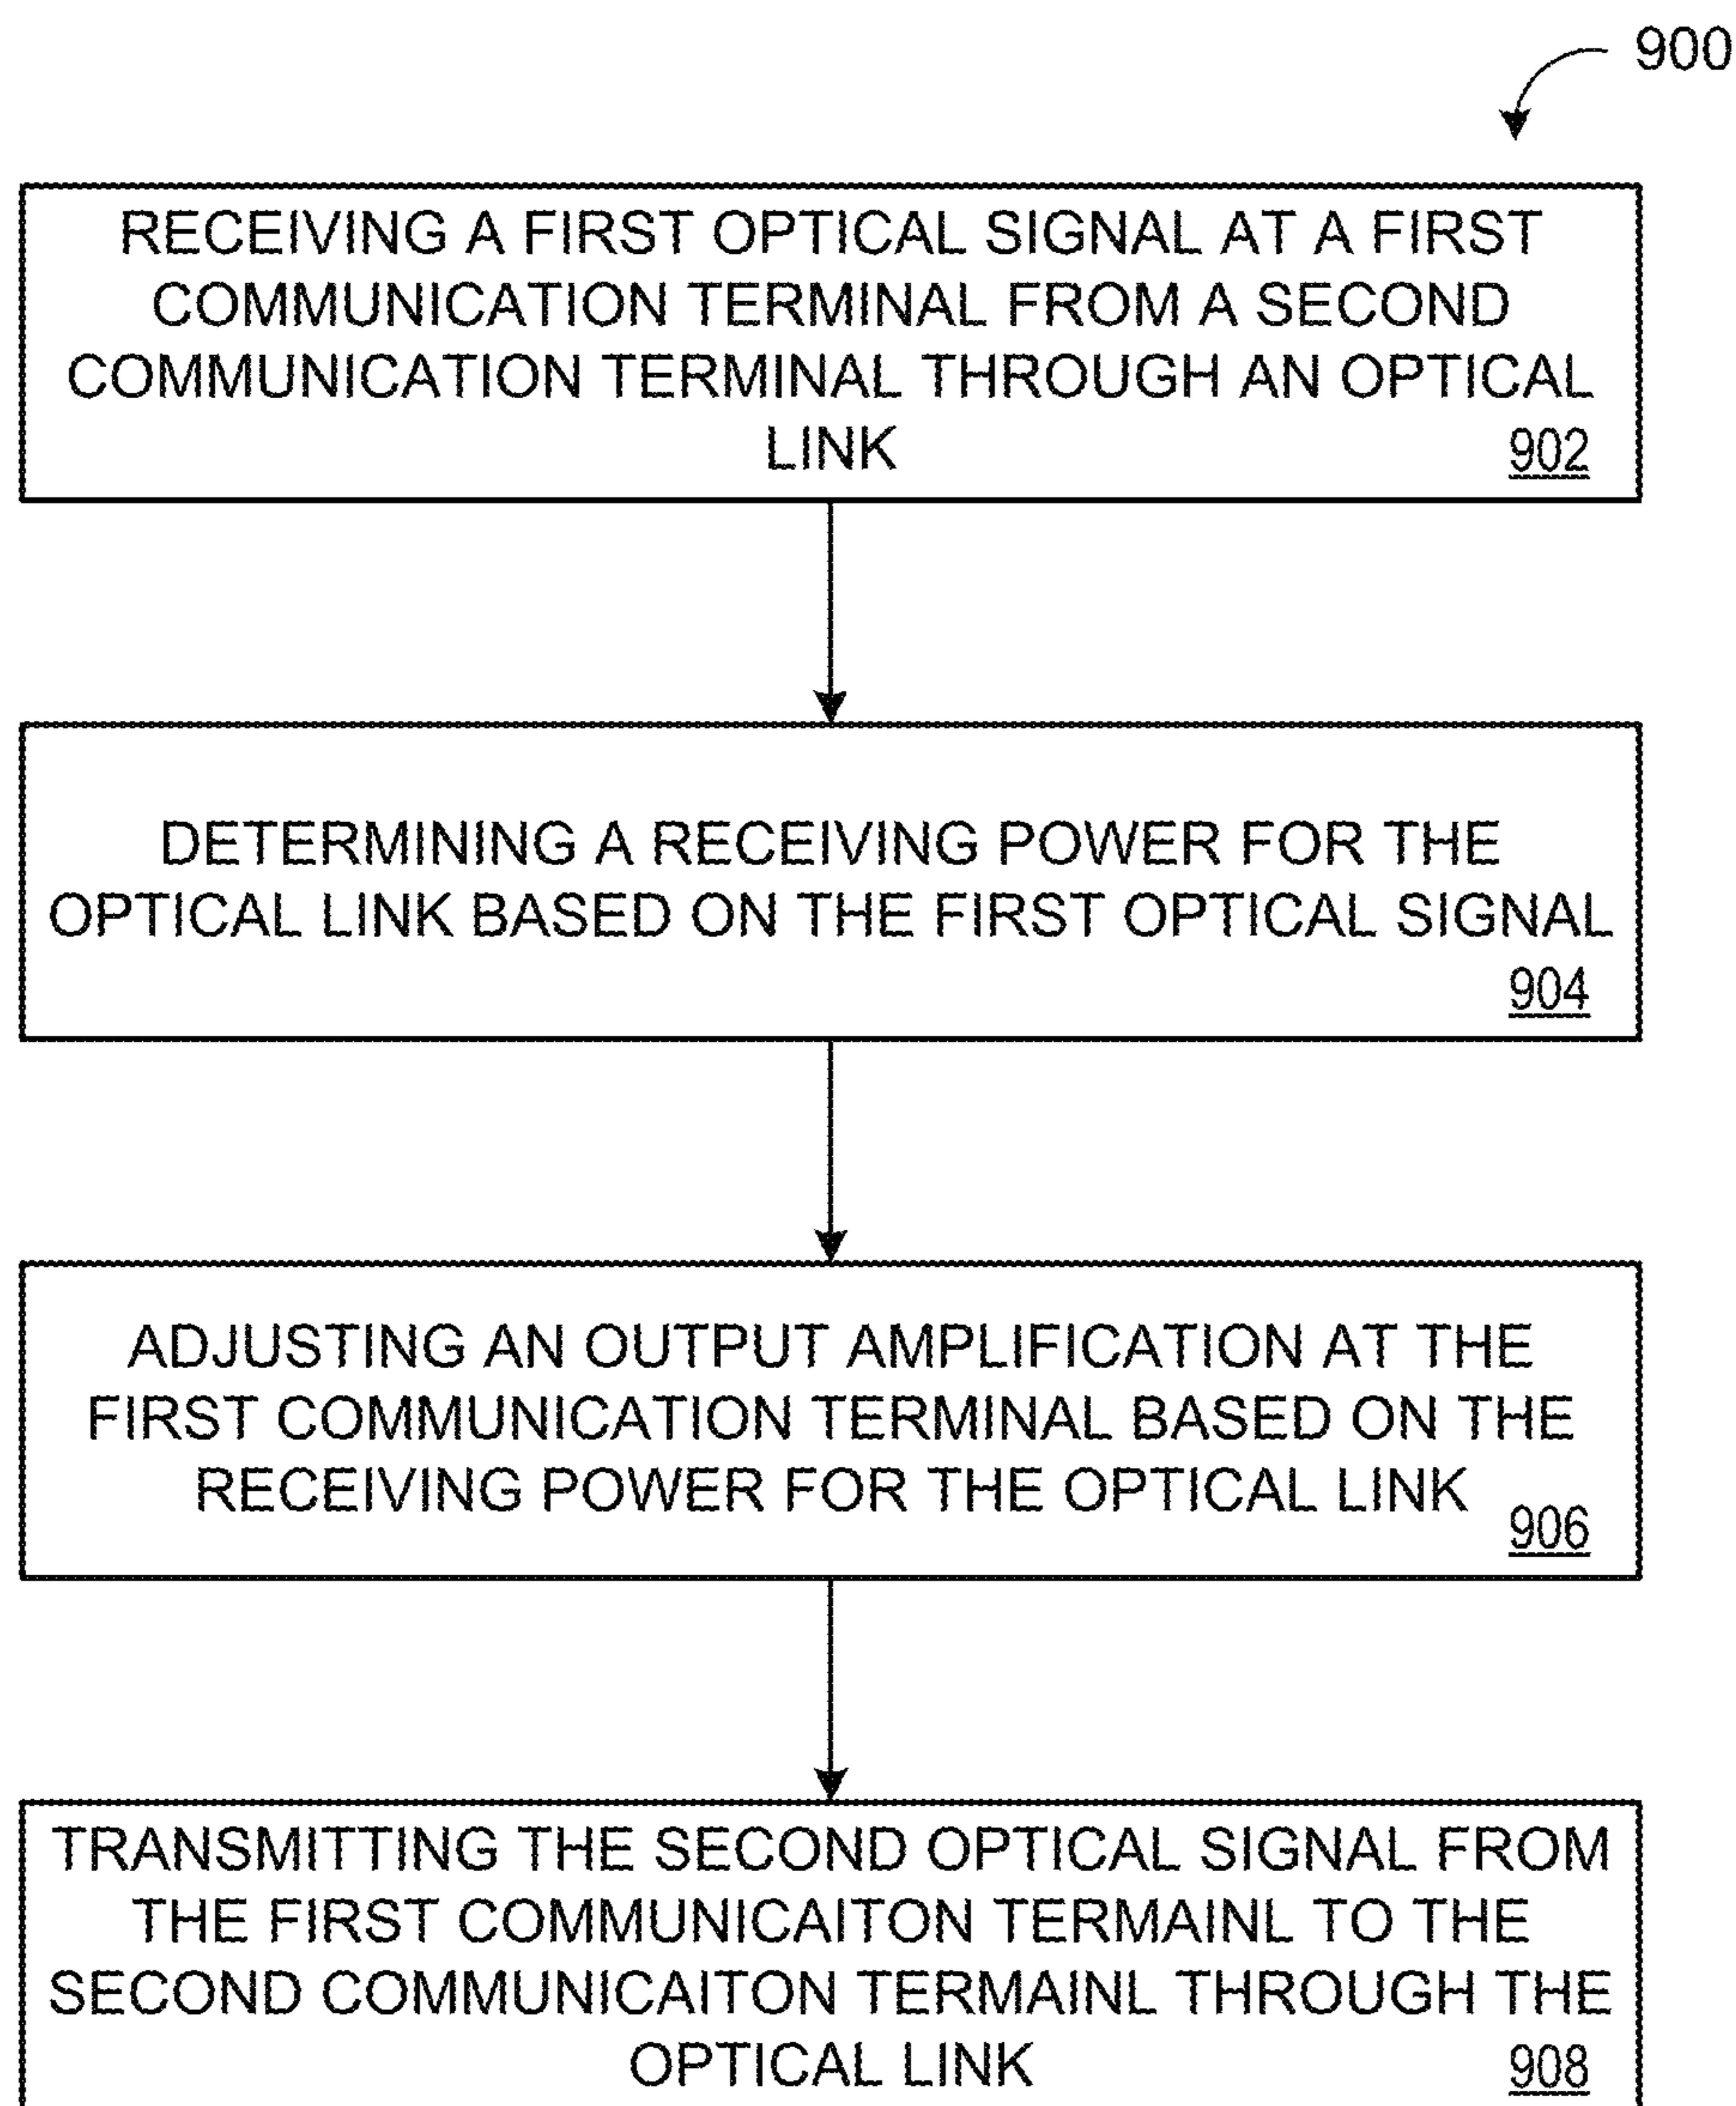 900
RECEIVING A FIRST OPTICAL SIGNAL AT A FIRST
COMMUNICATION TERMINAL FROM A SECOND
COMMUNICATION TERMINAL THROUGH AN OPTICAL
LINK
902
DETERMINING A RECEIVING POWER FOR THE
OPTICAL LINK BASED ON THE FIRST OPTICAL SIGNAL
904
ADJUSTING AN OUTPUT AMPLIFICATION AT THE
FIRST COMMUNICATION TERMINAL BASED ON THE
RECEIVING POWER FOR THE OPTICAL LINK
906
TRANSMITTING THE SECOND OPTICAL SIGNAL FROM
THE FIRST COMMUNICAITON TERMAINL TO THE
SECOND COMMUNICAITON TERMAINL THROUGH THE
OPTICAL LINK
908